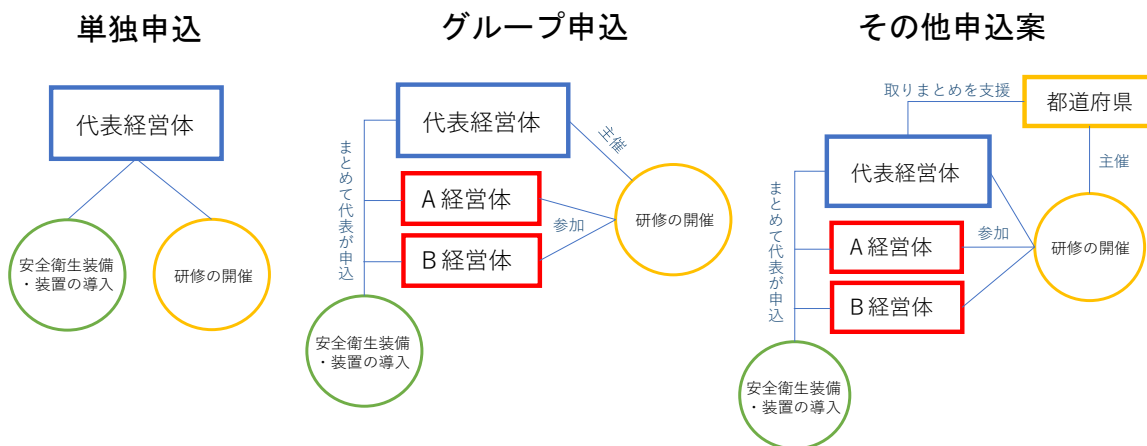 単独申込
代表経営体
安全衛生装備
・装置の導入
研修の開催
グループ申込
代表経営体
主催
まとめて代表が申込
A経営体
参加
B経営体
研修の開催
安全衛生装備
・装置の導入
その他申込案
取りまとめを支援
都道府県
代表経営体
主催
まとめて代表が申込
A経営体
参加
B経営体
研修の開催
安全衛生装備
・装置の導入